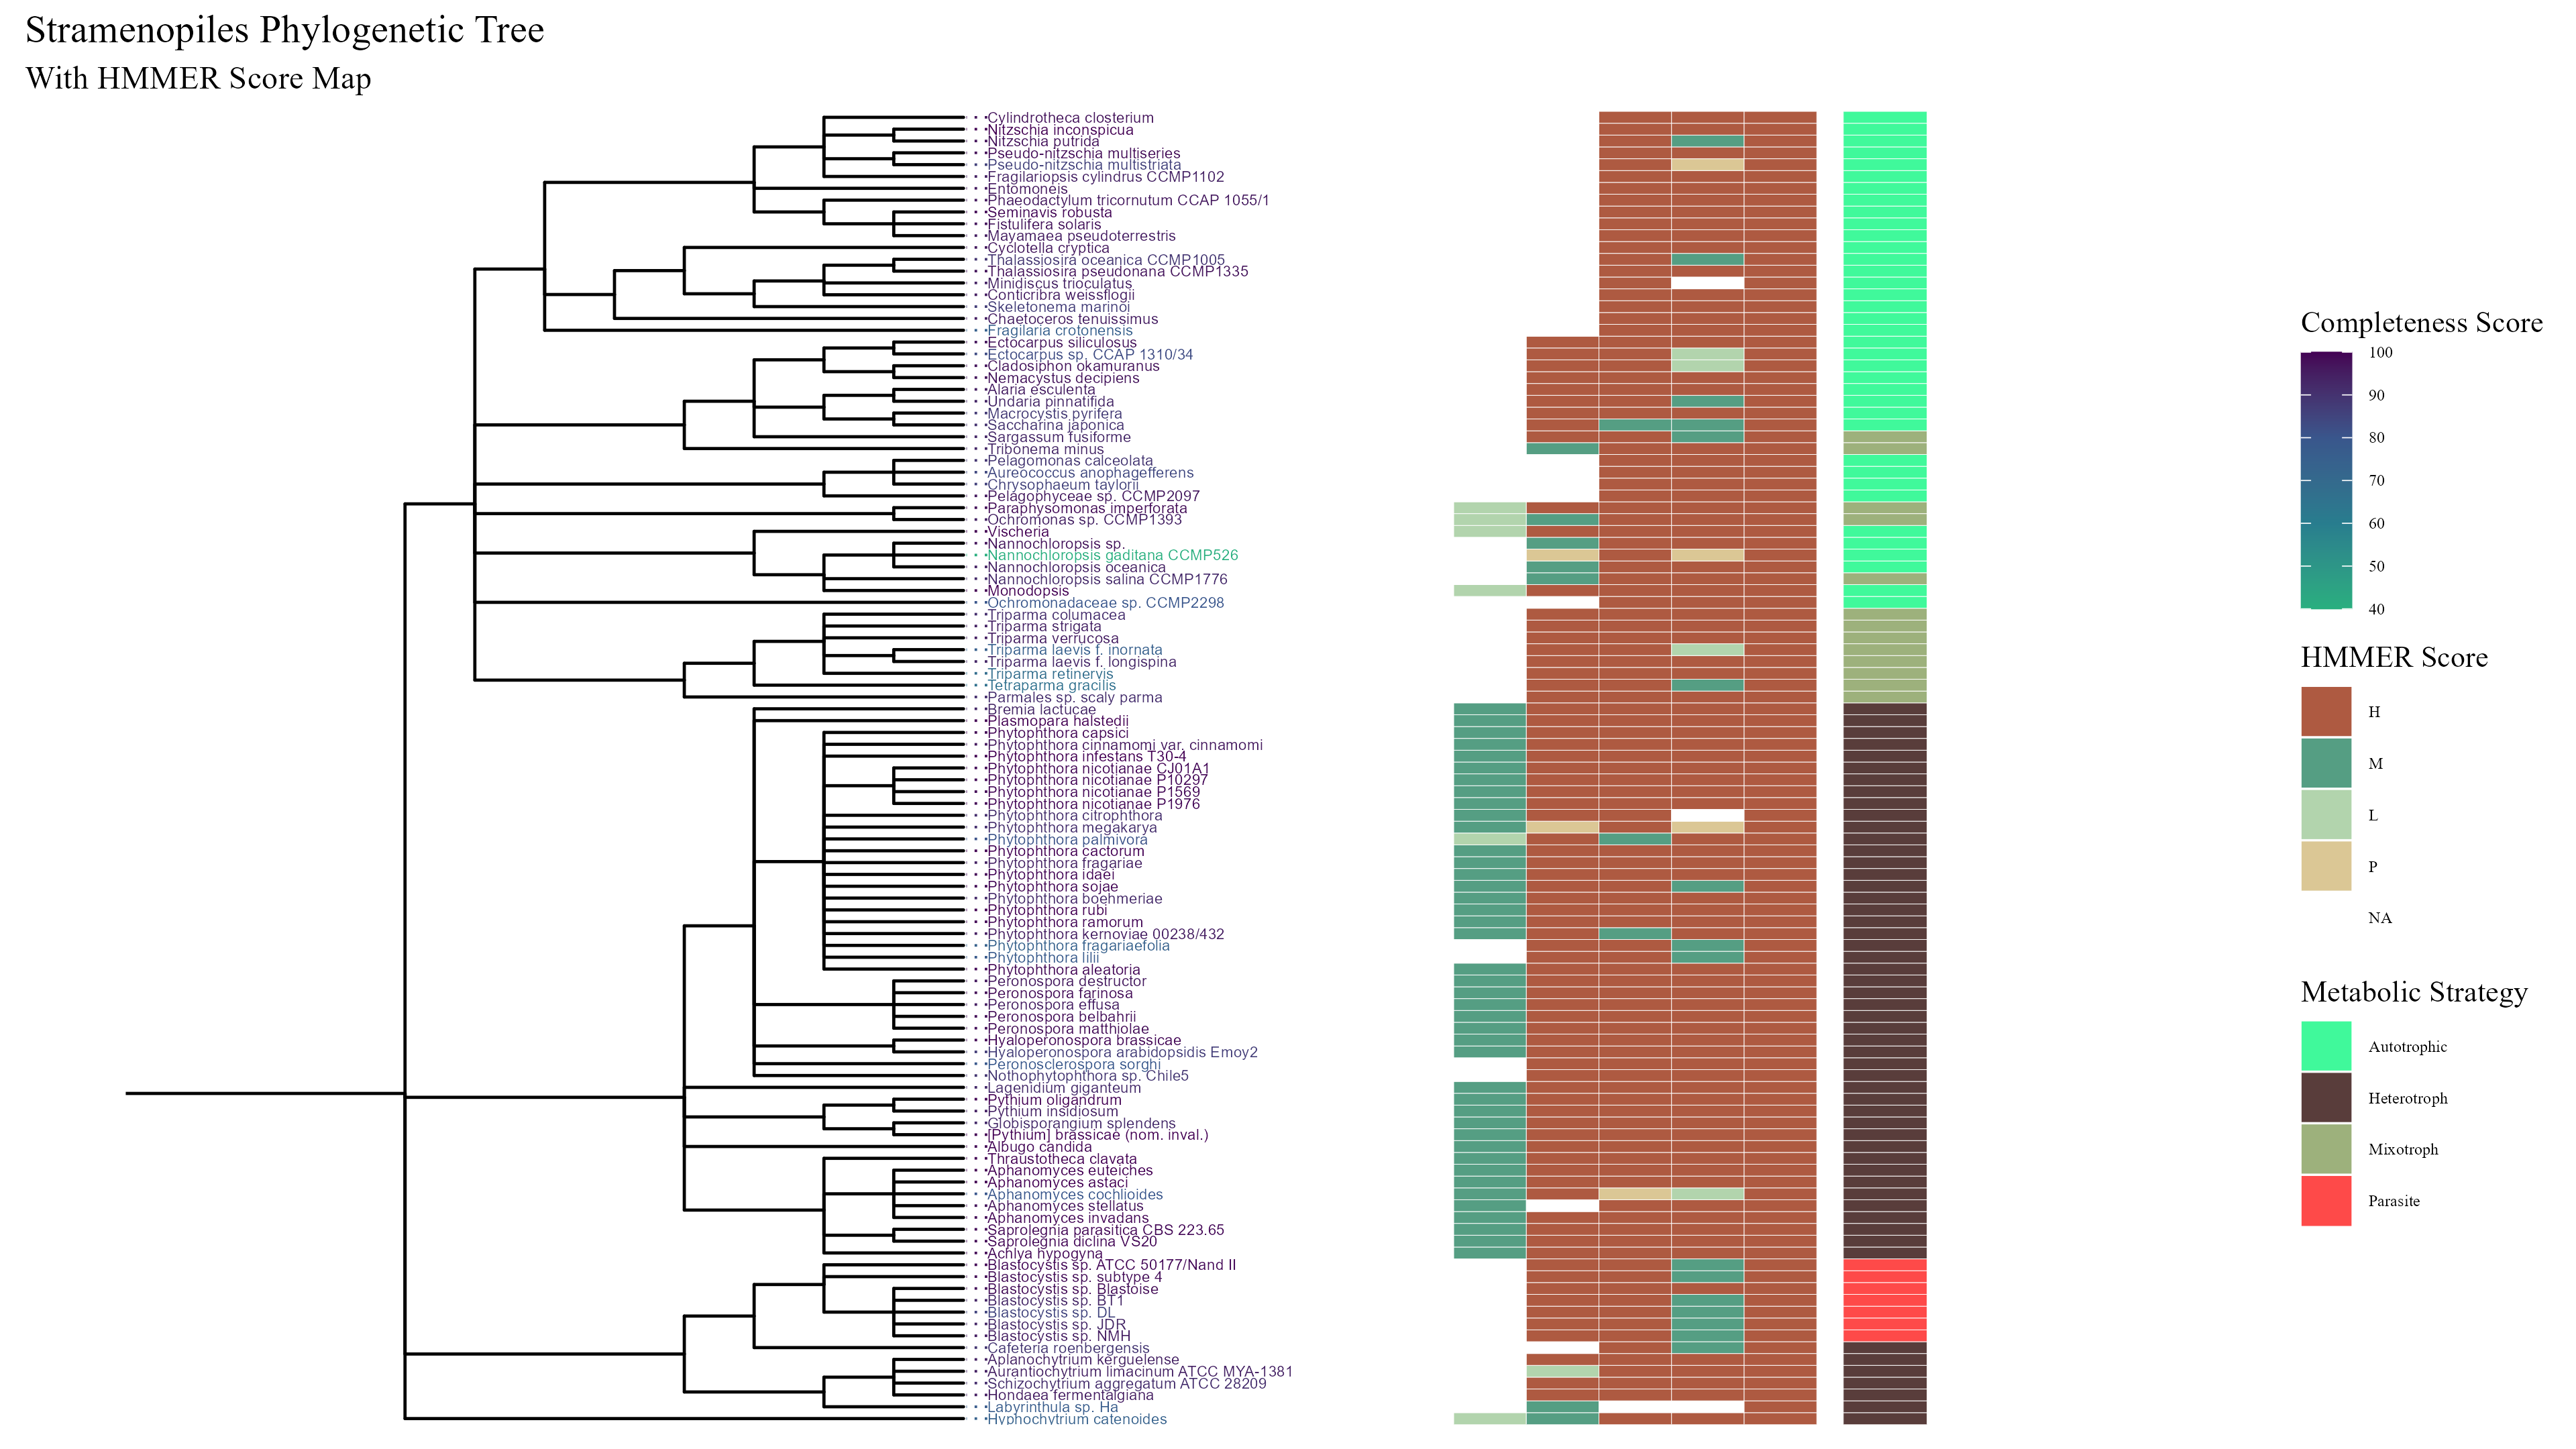 Stramenopiles Phylogenetic Tree
With HMMER Score Map
Cylindrotheca closterium
Nitzschia inconspicua
Nitzschia putrida
Pseudo-nitzschia multiseries
Pseudo-nitzschia multistriata
Fragilariopsis cylindrus CCMP1102
Entomoneis
Phaeodactylum tricornutum CCAP 1055/1
Seminavis robusta
Fistulifera solaris
Mayamaea pseudoterrestris
Cyclotella cryptica
Thalassiosira oceanica CCMP1005
Thalassiosira pseudonana CCMP1335
Minidiscus trioculatus
Conticribra weissflogii
Skeletonema marinoi
Chaetoceros tenuissimus
Fragilaria crotonensis
Ectocarpus siliculosus
Ectocarpus sp. CCAP 1310/34
Cladosiphon okamuranus
Nemacystus decipiens
Alaria esculenta
Undaria pinnatifida
Macrocystis pyrifera
Saccharina japonica
Sargassum fusiforme
Tribonema minus
Pelagomonas calceolata
Aureococcus anophagefferens
Chrysophaeum taylorii
Pelagophyceae sp. CCMP2097
Paraphysomonas imperforata
Ochromonas sp. CCMP1393
Vischeria
Nannochloropsis sp.
Nannochloropsis gaditana CCMP526
Nannochloropsis oceanica
Nannochloropsis salina CCMP1776
Monodopsis
Ochromonadaceae sp. CCMP2298
Triparma columacea
Triparma strigata
Triparma verrucosa
Triparma laevis f. inornata
Triparma laevis f. longispina
Triparma retinervis
Tetraparma gracilis
Parmales sp. scaly parma
Bremia lactucae
Plasmopara halstedii
Phytophthora capsici
Phytophthora cinnamomi var. cinnamomi
Phytophthora infestans T30-4
Phytophthora nicotianae CJ01A1
Phytophthora nicotianae P10297
Phytophthora nicotianae P1569
Phytophthora nicotianae P1976
Phytophthora citrophthora
Phytophthora megakarya
Phytophthora palmivora
Phytophthora cactorum
Phytophthora fragariae
Phytophthora idaei
Phytophthora sojae
Phytophthora boehmeriae
Phytophthora rubi
Phytophthora ramorum
Phytophthora kernoviae 00238/432
Phytophthora fragariaefolia
Phytophthora lilii
Phytophthora aleatoria
Peronospora destructor
Peronospora farinosa
Peronospora effusa
Peronospora belbahrii
Peronospora matthiolae
Hyaloperonospora brassicae
Hyaloperonospora arabidopsidis Emoy2
Peronosclerospora sorghi
Nothophytophthora sp. Chile5
Lagenidium giganteum
Pythium oligandrum
Pythium insidiosum
Globisporangium splendens
[Pythium] brassicae (nom. inval.)
Albugo candida
Thraustotheca clavata
Aphanomyces euteiches
Aphanomyces astaci
Aphanomyces cochlioides
Aphanomyces stellatus
Aphanomyces invadans
Saprolegnia parasitica CBS 223.65
Saprolegnia diclina VS20
Achlya hypogyna
Blastocystis sp. ATCC 50177/Nand II
Blastocystis sp. subtype 4
Blastocystis sp. Blastoise
Blastocystis sp. BT1
Blastocystis sp. DL
Blastocystis sp. JDR
Blastocystis sp. NMH
Cafeteria roenbergensis
Aplanochytrium kerguelense
Aurantiochytrium limacinum ATCC MYA-1381
Schizochytrium aggregatum ATCC 28209
Hondaea fermentalgiana
Labyrinthula sp. Ha
Hyphochytrium catenoides
Completeness Score
100
90
80
70
60
50
40
HMMER Score
H
M
L
P
NA
Metabolic Strategy
Autotrophic
Heterotroph
Mixotroph
Parasite